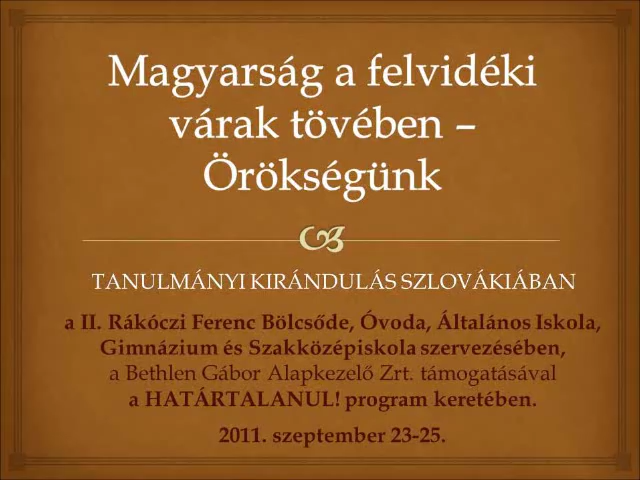 Magyarság a felvidéki
várak tövében –
Örökségünk
TANULMÁNYI KIRÁNDULÁS SZLOVÁKIÁBAN
a II. Rákóczi Ferenc Bölcsőde, Óvoda, Általános Iskola,
Gimnázium és Szakközépiskola szervezésében,
a Bethlen Gábor Alapkezelő Zrt. támogatásával
a HATÁRTALANUL! program keretében.
2011. szeptember 23-25.